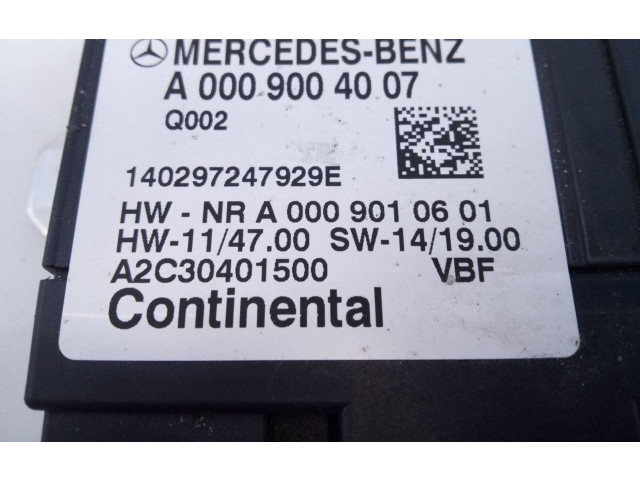 MERCEDES-BENZ
A 000 900 40 07
Q002
140297247929E
HW - NR A 000 901 06 01
HW-11/47.00 SW-14/19.00
A2C30401500 VBF
Continental